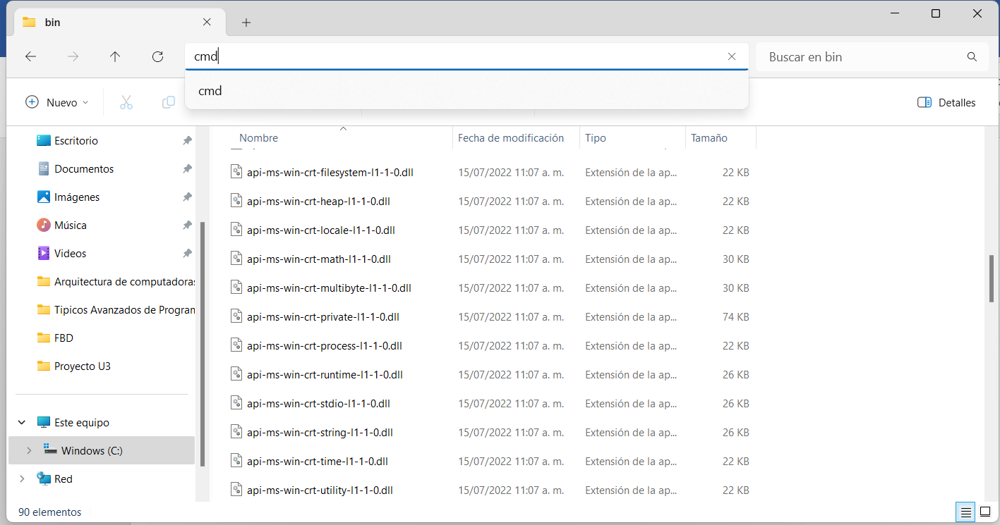 bin
cmd
Buscar en bin
cmd
Nuevo
Detalles
Escritorio
Documentos
Imágenes
Música
Videos
Arquitectura de computadoras
Tipicos Avanzados de Program
FBD
Proyecto U3
Este equipo
Windows (C:)
Red
Nombre Fecha de modificación Tipo Tamaño
api-ms-win-crt-filesystem-l1-1-0.dll 15/07/2022 11:07 a. m. Extensión de la ap... 22 KB
api-ms-win-crt-heap-l1-1-0.dll 15/07/2022 11:07 a. m. Extensión de la ap... 22 KB
api-ms-win-crt-locale-l1-1-0.dll 15/07/2022 11:07 a. m. Extensión de la ap... 22 KB
api-ms-win-crt-math-l1-1-0.dll 15/07/2022 11:07 a. m. Extensión de la ap... 30 KB
api-ms-win-crt-multibyte-l1-1-0.dll 15/07/2022 11:07 a. m. Extensión de la ap... 30 KB
api-ms-win-crt-private-l1-1-0.dll 15/07/2022 11:07 a. m. Extensión de la ap... 74 KB
api-ms-win-crt-process-l1-1-0.dll 15/07/2022 11:07 a. m. Extensión de la ap... 22 KB
api-ms-win-crt-runtime-l1-1-0.dll 15/07/2022 11:07 a. m. Extensión de la ap... 26 KB
api-ms-win-crt-stdio-l1-1-0.dll 15/07/2022 11:07 a. m. Extensión de la ap... 26 KB
api-ms-win-crt-string-l1-1-0.dll 15/07/2022 11:07 a. m. Extensión de la ap... 26 KB
api-ms-win-crt-time-l1-1-0.dll 15/07/2022 11:07 a. m. Extensión de la ap... 22 KB
api-ms-win-crt-utility-l1-1-0.dll 15/07/2022 11:07 a. m. Extensión de la ap... 22 KB
90 elementos